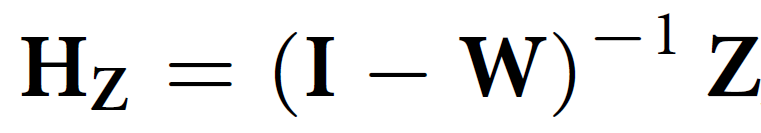 H_Z = (I − W)^{−1} Z